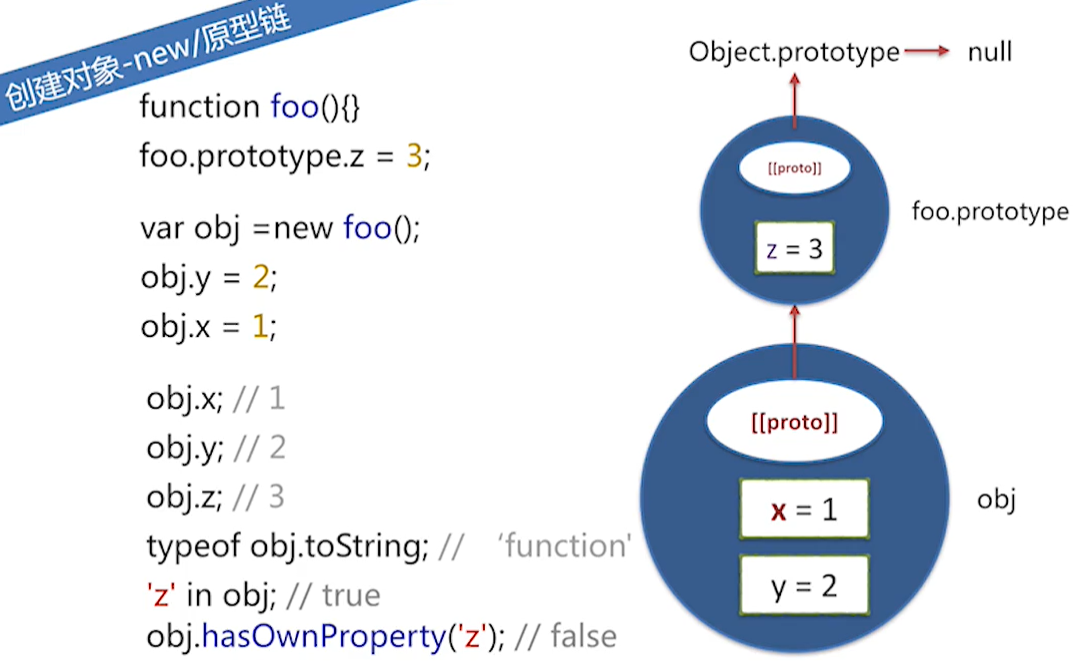 创建对象-new/原型链
function foo(){}
foo.prototype.z = 3;
var obj =new foo();
obj.y = 2;
obj.x = 1;
obj.x; // 1
obj.y; // 2
obj.z; // 3
typeof obj.toString; // ‘function'
'z' in obj; // true
obj.hasOwnProperty('z'); // false
Object.prototype
null
[[proto]]
z = 3
foo.prototype
[[proto]]
x = 1
y = 2
obj